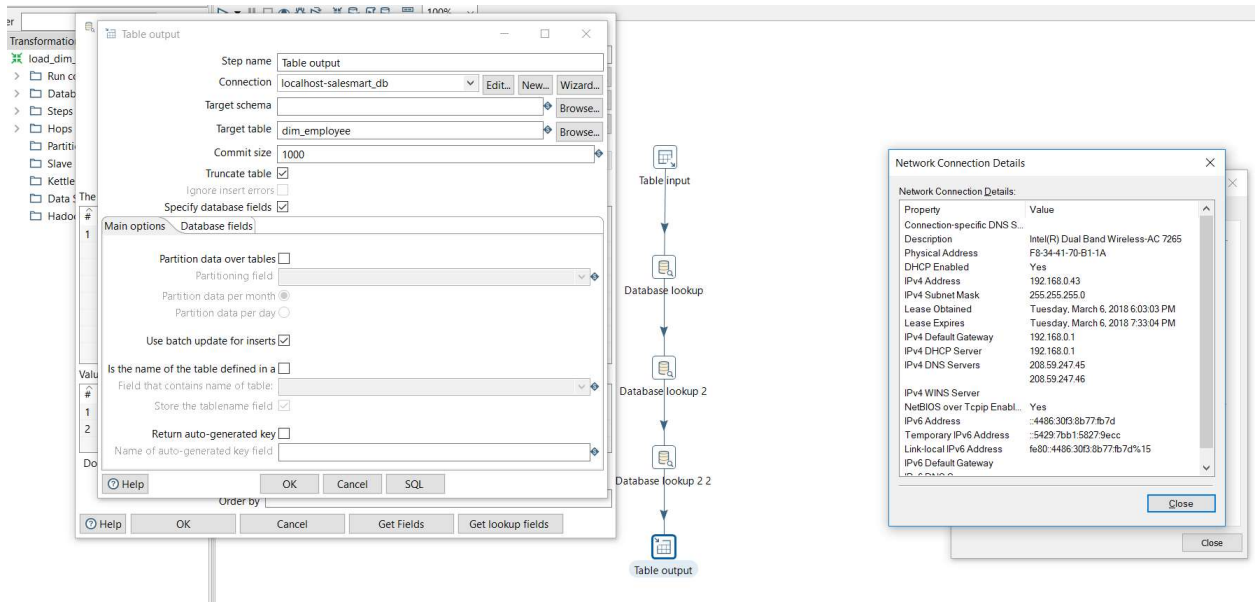 er
100%
Transformatio
load_dim_
Run co
Datab
Steps
Hops
Partiti
Slave
Kettle
Data S
Hado
The
#
1
Valu
#
1
2
Do
Table output
Step name Table output
Connection localhost-salesmart_db Edit... New... Wizard...
Target schema Browse...
Target table dim_employee Browse...
Commit size 1000
Truncate table
Ignore insert errors
Specify database fields
Main options Database fields
Partition data over tables
Partitioning field
Partition data per month
Partition data per day
Use batch update for inserts
Is the name of the table defined in a
Field that contains name of table:
Store the tablename field
Return auto-generated key
Name of auto-generated key field
Help OK Cancel SQL
Order by
Help OK Cancel Get Fields Get lookup fields
Table input
Database lookup
Database lookup 2
Database lookup 2 2
Table output
Network Connection Details
Network Connection Details:
Property Value
Connection-specific DNS S...
Description Intel(R) Dual Band Wireless-AC 7265
Physical Address F8-34-41-70-B1-1A
DHCP Enabled Yes
IPv4 Address 192.168.0.43
IPv4 Subnet Mask 255.255.255.0
Lease Obtained Tuesday, March 6, 2018 6:03:03 PM
Lease Expires Tuesday, March 6, 2018 7:33:04 PM
IPv4 Default Gateway 192.168.0.1
IPv4 DHCP Server 192.168.0.1
IPv4 DNS Servers 208.59.247.45
208.59.247.46
IPv4 WINS Server
NetBIOS over Tcpip Enabl... Yes
IPv6 Address ::4486:30f3:8b77:fb7d
Temporary IPv6 Address ::5429:7bb1:5827:9ecc
Link-local IPv6 Address fe80::4486:30f3:8b77:fb7d%15
IPv6 Default Gateway
Close
Close